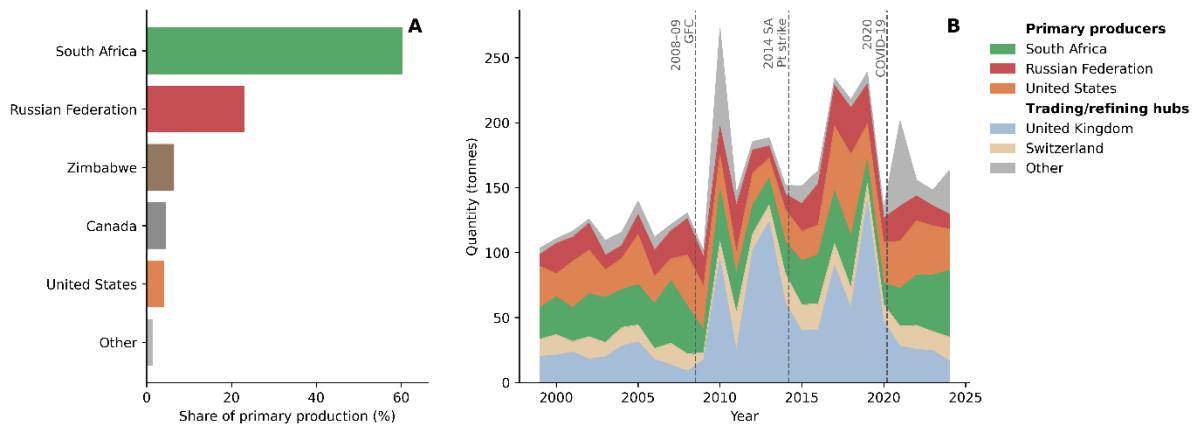 A
South Africa
Russian Federation
Zimbabwe
Canada
United States
Other
0
20
40
60
Share of primary production (%)
B
Quantity (tonnes)
250
200
150
100
50
0
2008–09
GFC
2014 SA
Pt strike
2020
COVID-19
2000
2005
2010
2015
2020
2025
Year
Primary producers
South Africa
Russian Federation
United States
Trading/refining hubs
United Kingdom
Switzerland
Other